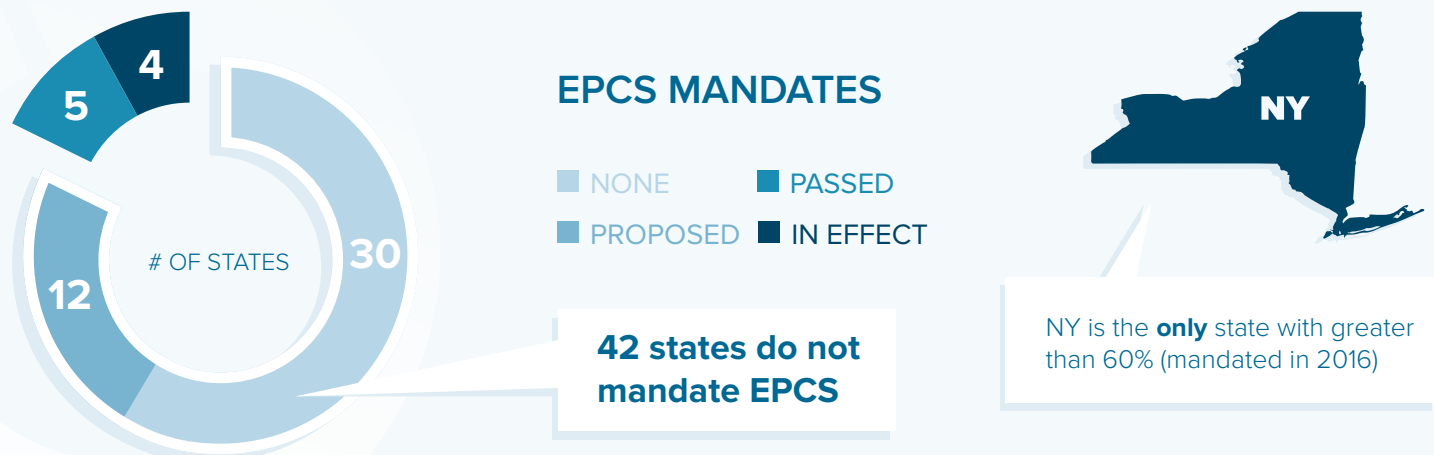 4
5
30
12
# OF STATES
EPCS MANDATES
NONE
PASSED
PROPOSED
IN EFFECT
42 states do not
mandate EPCS
NY
NY is the only state with greater
than 60% (mandated in 2016)